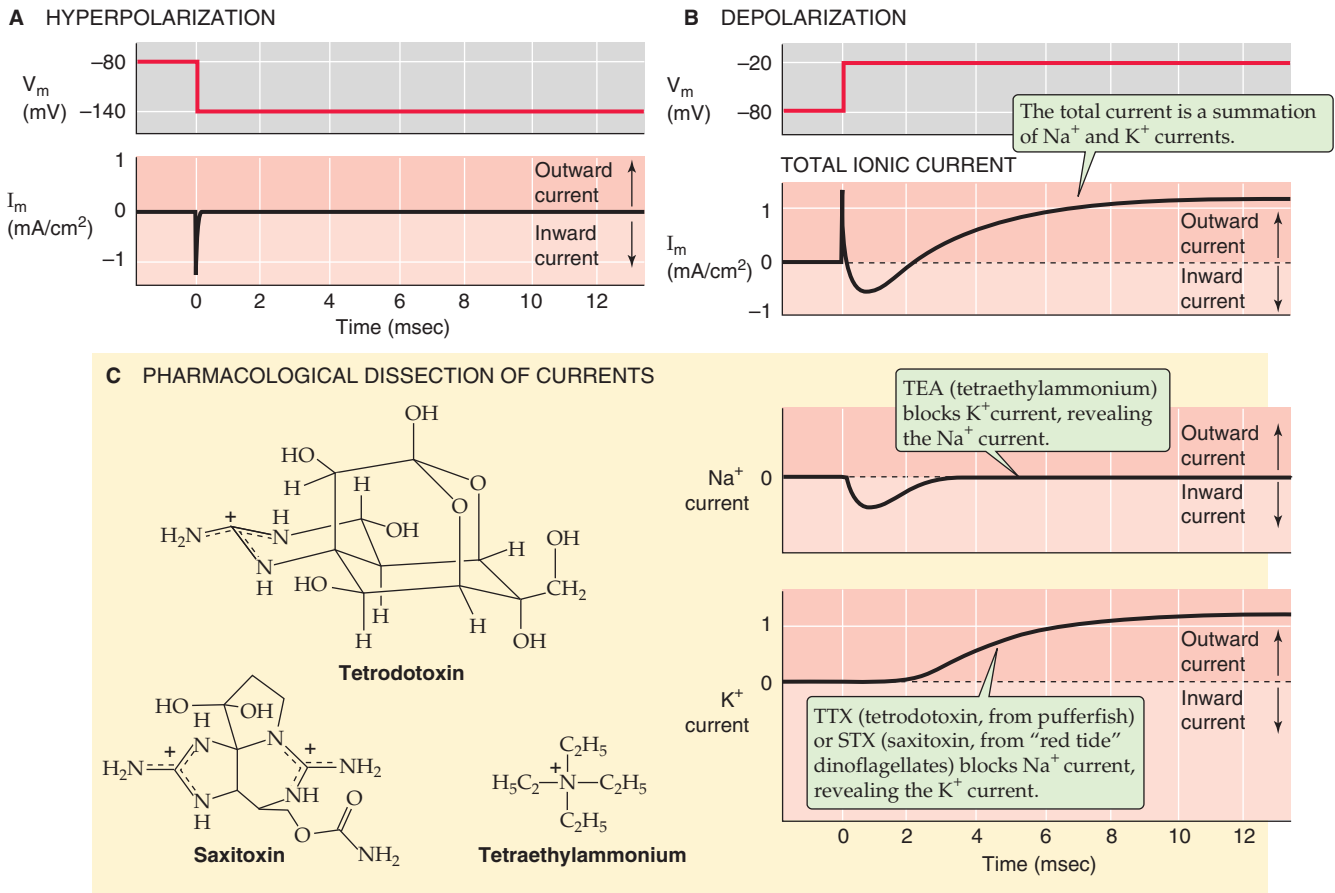 A HYPERPOLARIZATION
−80
Vm
(mV)
−140
1
Outward
current
Im
(mA/cm²)
0
Inward
current
−1
0 2 4 6 8 10 12
Time (msec)
B DEPOLARIZATION
−20
Vm
(mV)
−80
The total current is a summation
of Na⁺ and K⁺ currents.
TOTAL IONIC CURRENT
1
Outward
current
Im
(mA/cm²)
0
Inward
current
−1
C PHARMACOLOGICAL DISSECTION OF CURRENTS
OH
HO
H
H
O
O
H₂N
+
H
N
OH
N
H
HO
H
H
H
H
OH
CH₂
OH
Tetrodotoxin
HO
OH
H
N
N
+
+
H₂N
NH₂
N
H
NH
O
O
NH₂
Saxitoxin
C₂H₅
+
H₅C₂—N—C₂H₅
C₂H₅
Tetraethylammonium
TEA (tetraethylammonium)
blocks K⁺ current, revealing
the Na⁺ current.
Outward
current
Na⁺
current
0
Inward
current
1
Outward
current
0
K⁺
current
Inward
current
TTX (tetrodotoxin, from pufferfish)
or STX (saxitoxin, from “red tide”
dinoflagellates) blocks Na⁺ current,
revealing the K⁺ current.
0 2 4 6 8 10 12
Time (msec)